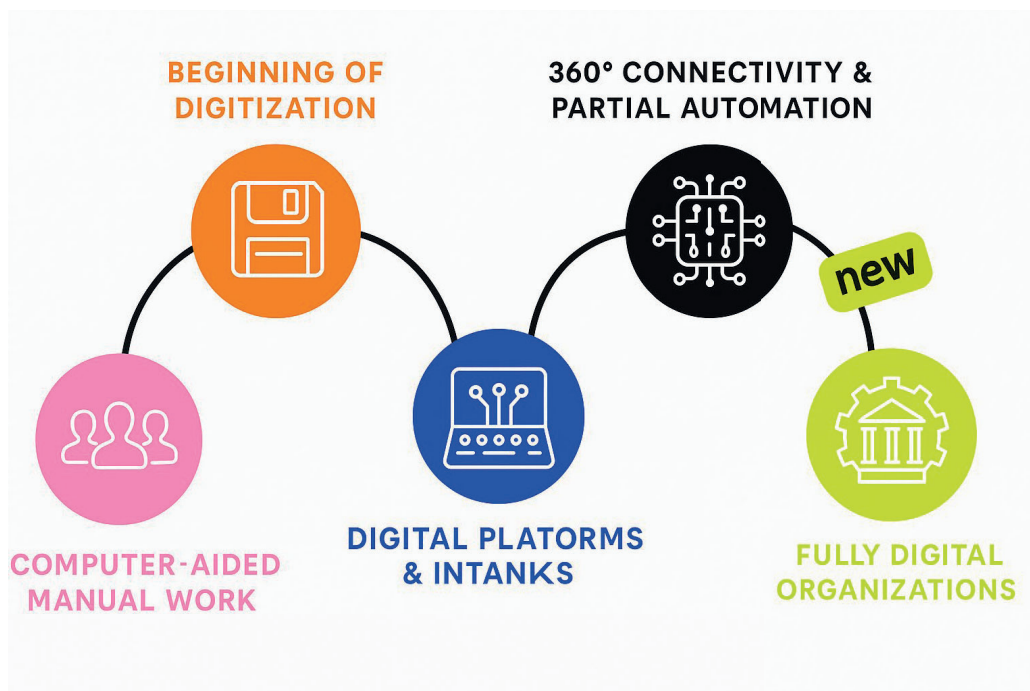 BEGINNING OF
DIGITIZATION
360° CONNECTIVITY &
PARTIAL AUTOMATION
new
COMPUTER-AIDED
MANUAL WORK
DIGITAL PLATORMS
& INTANKS
FULLY DIGITAL
ORGANIZATIONS